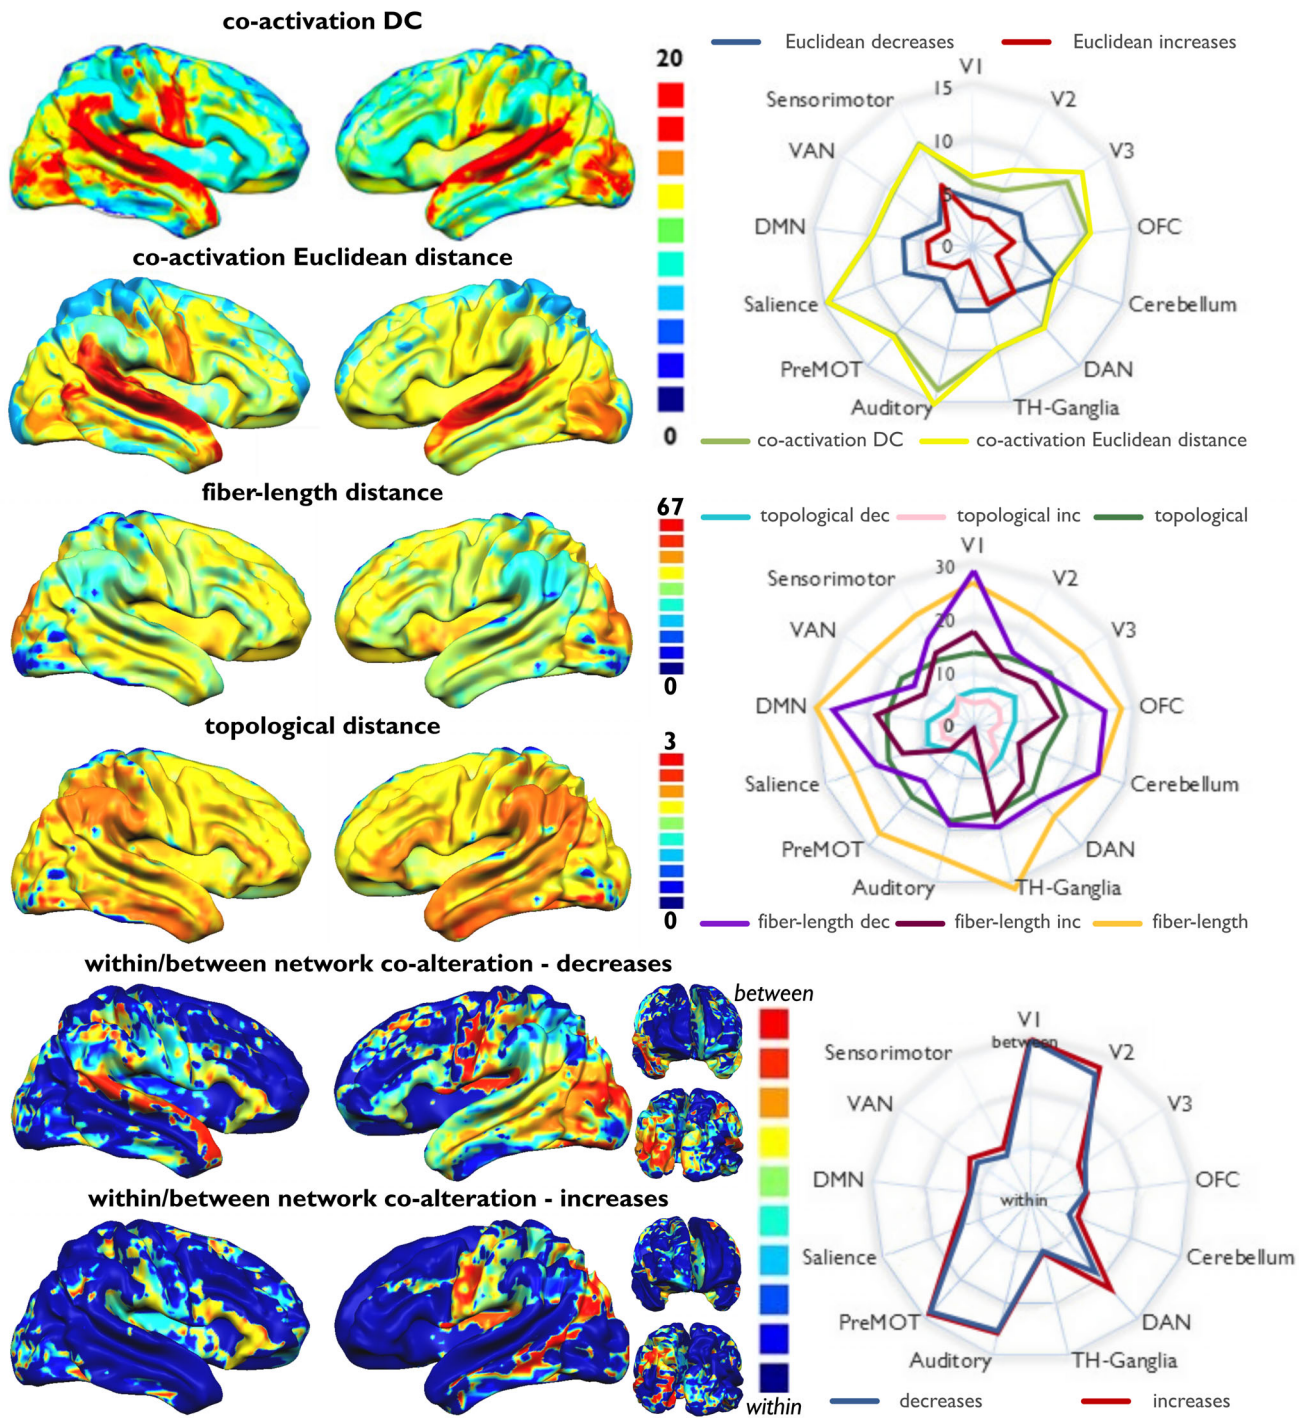 co-activation DC
20
0
Euclidean decreases Euclidean increases
V1
15
10
5
0
V2
V3
OFC
Cerebellum
DAN
TH-Ganglia
Auditory
PreMOT
Salience
DMN
VAN
Sensorimotor
co-activation DC co-activation Euclidean distance
co-activation Euclidean distance
fiber-length distance
67
0
topological dec topological inc topological
V1
30
20
10
0
V2
V3
OFC
Cerebellum
DAN
TH-Ganglia
Auditory
PreMOT
Salience
DMN
VAN
Sensorimotor
fiber-length dec fiber-length inc fiber-length
topological distance
3
0
within/between network co-alteration - decreases
between
within
V1
between
within
V2
V3
OFC
Cerebellum
DAN
TH-Ganglia
Auditory
PreMOT
Salience
DMN
VAN
Sensorimotor
decreases increases
within/between network co-alteration - increases